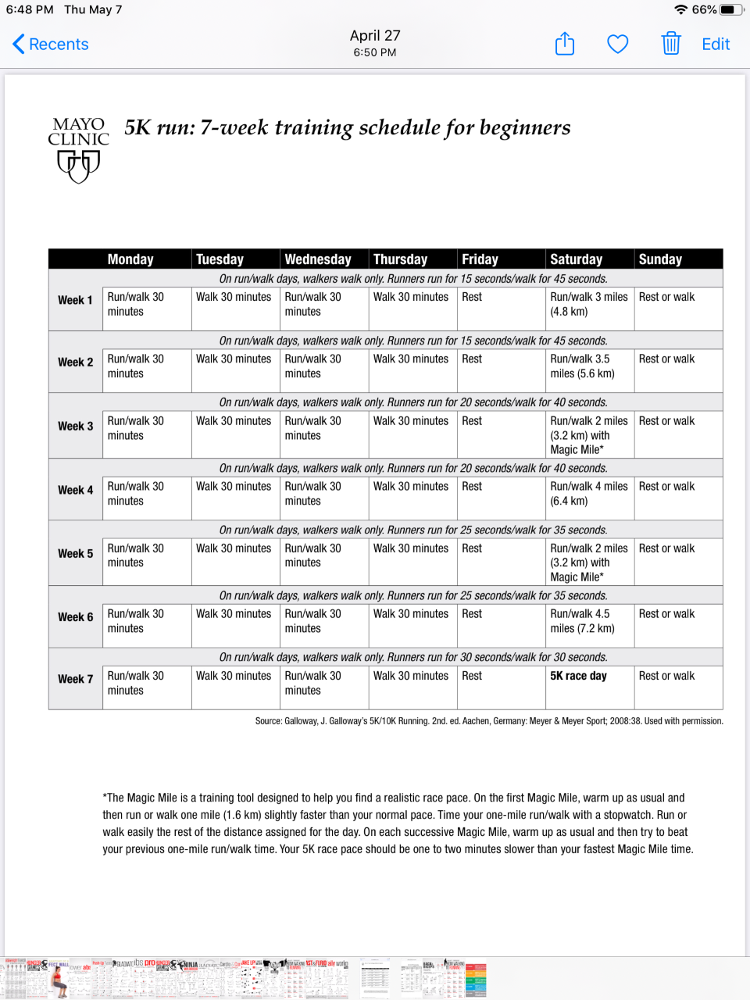 6:48 PM Thu May 7
66%
Recents
April 27
6:50 PM
Edit
MAYO
CLINIC
5K run: 7-week training schedule for beginners
Monday Tuesday Wednesday Thursday Friday Saturday Sunday
On run/walk days, walkers walk only. Runners run for 15 seconds/walk for 45 seconds.
Week 1
Run/walk 30 Walk 30 minutes Run/walk 30 Walk 30 minutes Rest Run/walk 3 miles Rest or walk
minutes minutes (4.8 km)
On run/walk days, walkers walk only. Runners run for 15 seconds/walk for 45 seconds.
Week 2
Run/walk 30 Walk 30 minutes Run/walk 30 Walk 30 minutes Rest Run/walk 3.5 Rest or walk
minutes minutes miles (5.6 km)
On run/walk days, walkers walk only. Runners run for 20 seconds/walk for 40 seconds.
Week 3
Run/walk 30 Walk 30 minutes Run/walk 30 Walk 30 minutes Rest Run/walk 2 miles Rest or walk
minutes minutes (3.2 km) with
Magic Mile*
On run/walk days, walkers walk only. Runners run for 20 seconds/walk for 40 seconds.
Week 4
Run/walk 30 Walk 30 minutes Run/walk 30 Walk 30 minutes Rest Run/walk 4 miles Rest or walk
minutes minutes (6.4 km)
On run/walk days, walkers walk only. Runners run for 25 seconds/walk for 35 seconds.
Week 5
Run/walk 30 Walk 30 minutes Run/walk 30 Walk 30 minutes Rest Run/walk 2 miles Rest or walk
minutes minutes (3.2 km) with
Magic Mile*
On run/walk days, walkers walk only. Runners run for 25 seconds/walk for 35 seconds.
Week 6
Run/walk 30 Walk 30 minutes Run/walk 30 Walk 30 minutes Rest Run/walk 4.5 Rest or walk
minutes minutes miles (7.2 km)
On run/walk days, walkers walk only. Runners run for 30 seconds/walk for 30 seconds.
Week 7
Run/walk 30 Walk 30 minutes Run/walk 30 Walk 30 minutes Rest 5K race day Rest or walk
minutes minutes
Source: Galloway, J. Galloway's 5K/10K Running. 2nd. ed. Aachen, Germany: Meyer & Meyer Sport; 2008:38. Used with permission.
*The Magic Mile is a training tool designed to help you find a realistic race pace. On the first Magic Mile, warm up as usual and
then run or walk one mile (1.6 km) slightly faster than your normal pace. Time your one-mile run/walk with a stopwatch. Run or
walk easily the rest of the distance assigned for the day. On each successive Magic Mile, warm up as usual and then try to beat
your previous one-mile run/walk time. Your 5K race pace should be one to two minutes slower than your fastest Magic Mile time.